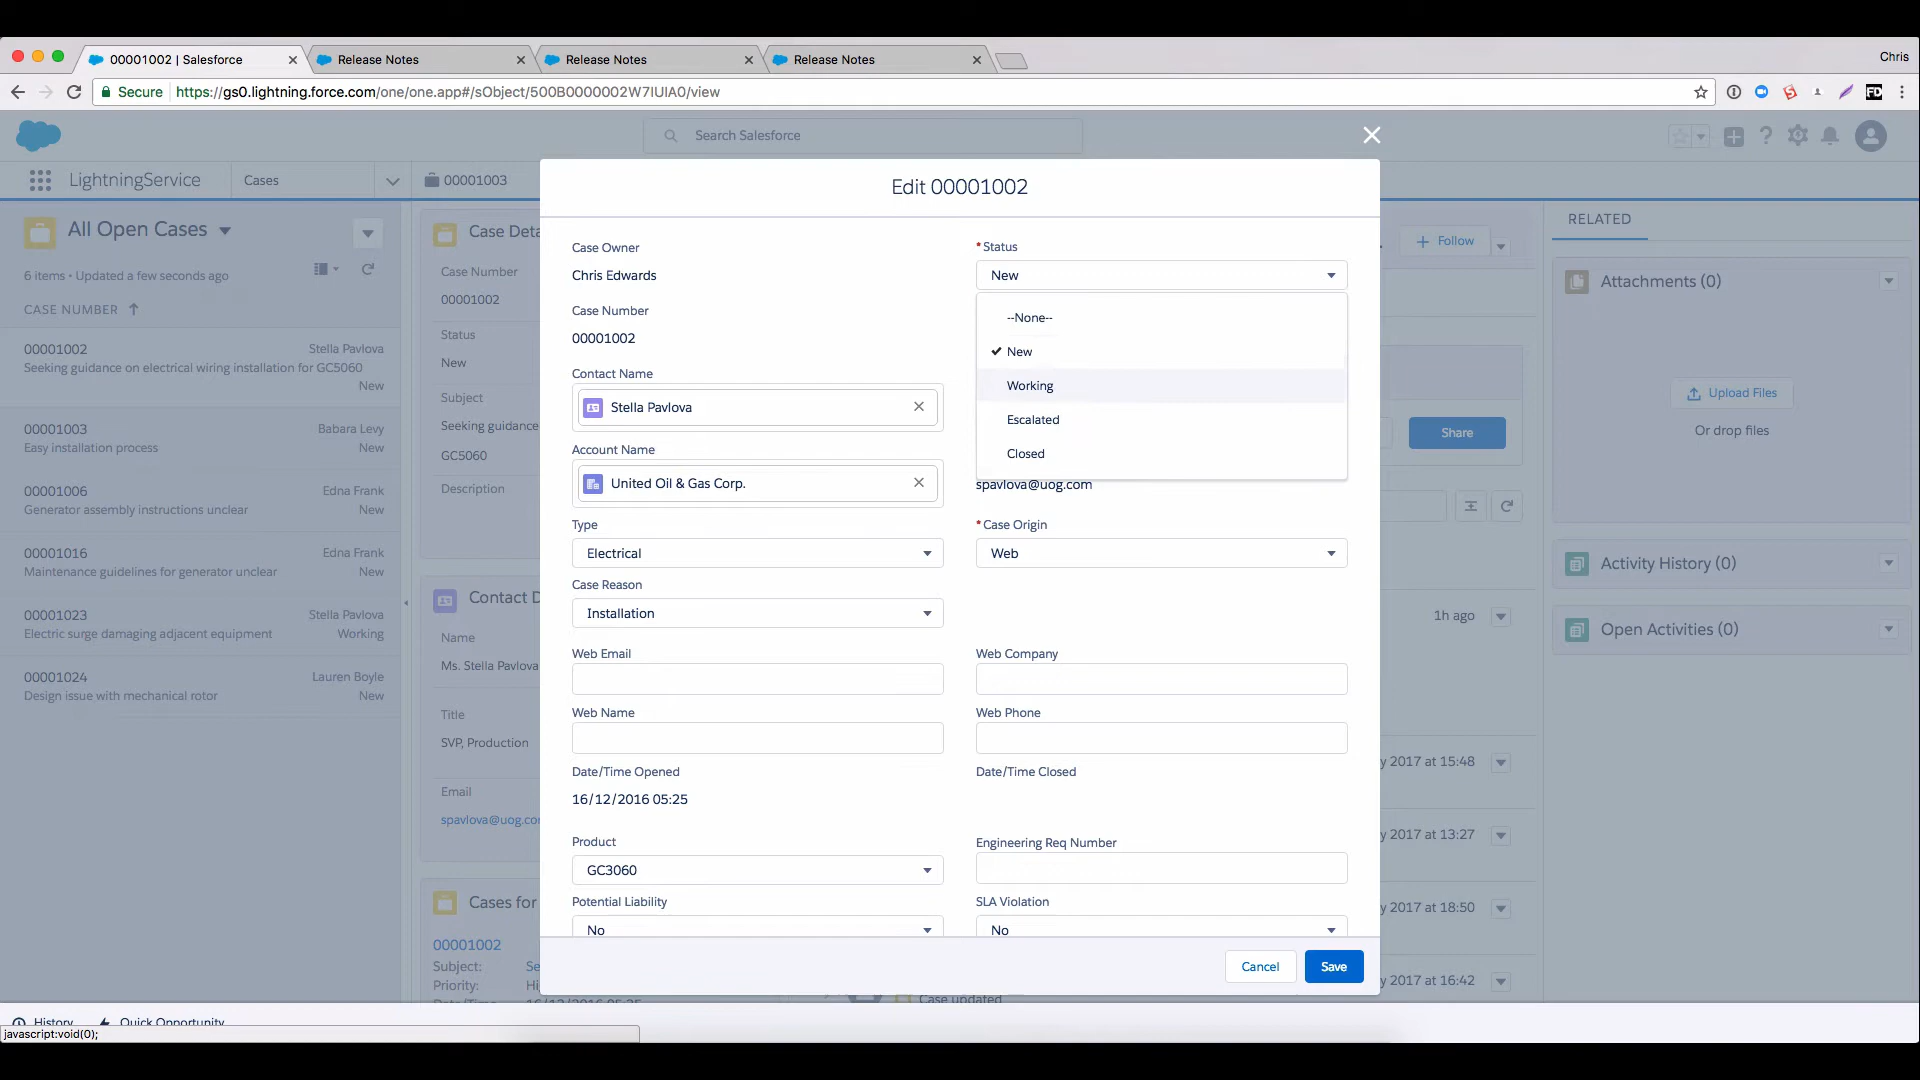 00001002 | Salesforce
Release Notes
Release Notes
Release Notes
Chris
Secure
https://gs0.lightning.force.com/one/one.app#/sObject/500B0000002W7IUIA0/view
Search Salesforce
LightningService
Cases
00001003
All Open Cases
6 items • Updated a few seconds ago
CASE NUMBER
00001002
Stella Pavlova
Seeking guidance on electrical wiring installation for GC5060
New
00001003
Babara Levy
Easy installation process
New
00001006
Edna Frank
Generator assembly instructions unclear
New
00001016
Edna Frank
Maintenance guidelines for generator unclear
New
00001023
Stella Pavlova
Electric surge damaging adjacent equipment
Working
00001024
Lauren Boyle
Design issue with mechanical rotor
New
Case Deta
Case Number
00001002
Status
New
Subject
Seeking guidance
GC5060
Description
Contact D
Name
Ms. Stella Pavlova
Title
SVP, Production
Email
spavlova@uog.co
Cases for
00001002
Subject:
Se
Priority:
Hi
Edit 00001002
Case Owner
Chris Edwards
Case Number
00001002
Contact Name
Stella Pavlova
Account Name
United Oil & Gas Corp.
Type
Electrical
Case Reason
Installation
Web Email
Web Name
Date/Time Opened
16/12/2016 05:25
Product
GC3060
Potential Liability
No
*Status
New
--None--
New
Working
Escalated
Closed
spavlova@uog.com
*Case Origin
Web
Web Company
Web Phone
Date/Time Closed
Engineering Req Number
SLA Violation
No
Cancel
Save
Case updated
Follow
Share
1h ago
y 2017 at 15:48
y 2017 at 13:27
y 2017 at 18:50
y 2017 at 16:42
RELATED
Attachments (0)
Upload Files
Or drop files
Activity History (0)
Open Activities (0)
History
Quick Opportunity
javascript:void(0);
FD